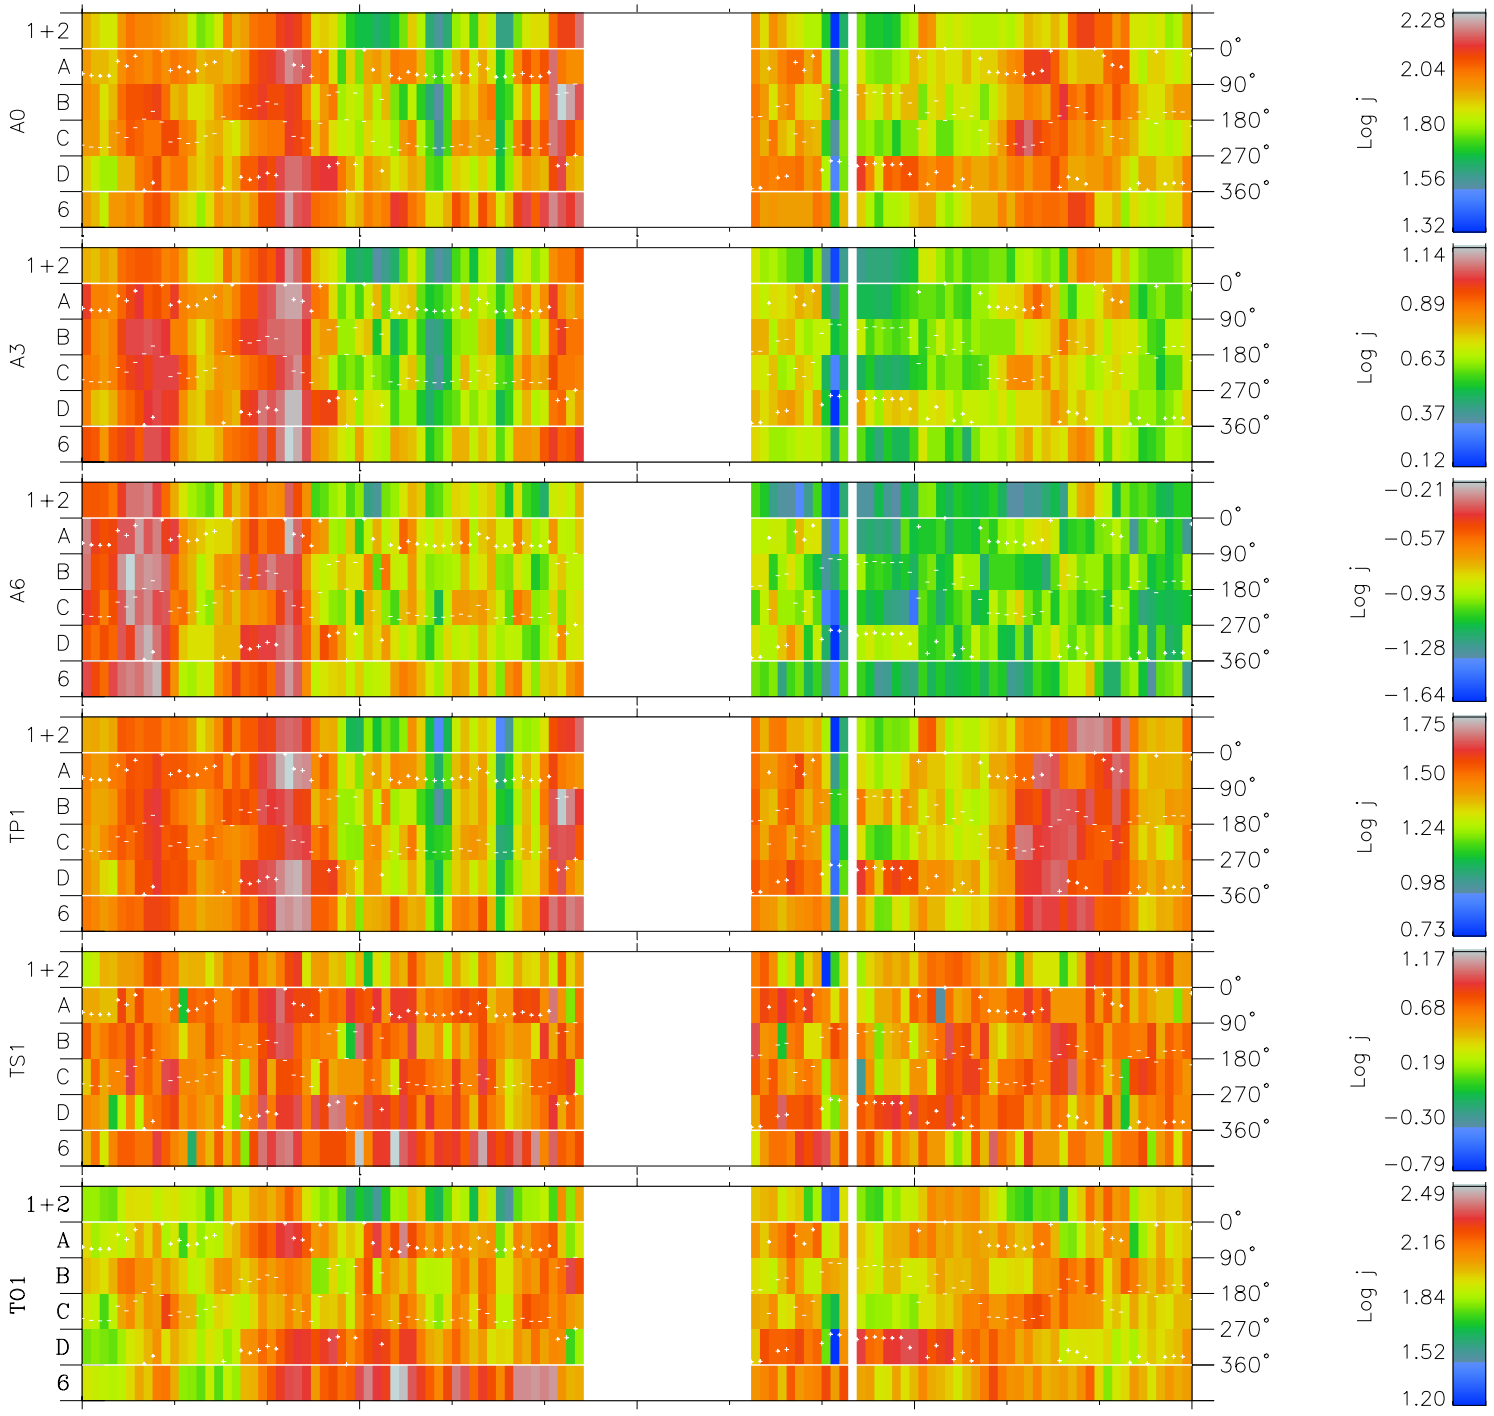 1+2
A
B
C
D
6
A0
0°
90°
180°
270°
360°
Log j
2.28
2.04
1.80
1.56
1.32
1+2
A
B
C
D
6
A3
0°
90°
180°
270°
360°
Log j
1.14
0.89
0.63
0.37
0.12
1+2
A
B
C
D
6
A6
0°
90°
180°
270°
360°
Log j
−0.21
−0.57
−0.93
−1.28
−1.64
1+2
A
B
C
D
6
TP1
0°
90°
180°
270°
360°
Log j
1.75
1.50
1.24
0.98
0.73
1+2
A
B
C
D
6
TS1
0°
90°
180°
270°
360°
Log j
1.17
0.68
0.19
−0.30
−0.79
1+2
A
B
C
D
6
TO1
0°
90°
180°
270°
360°
Log j
2.49
2.16
1.84
1.52
1.20